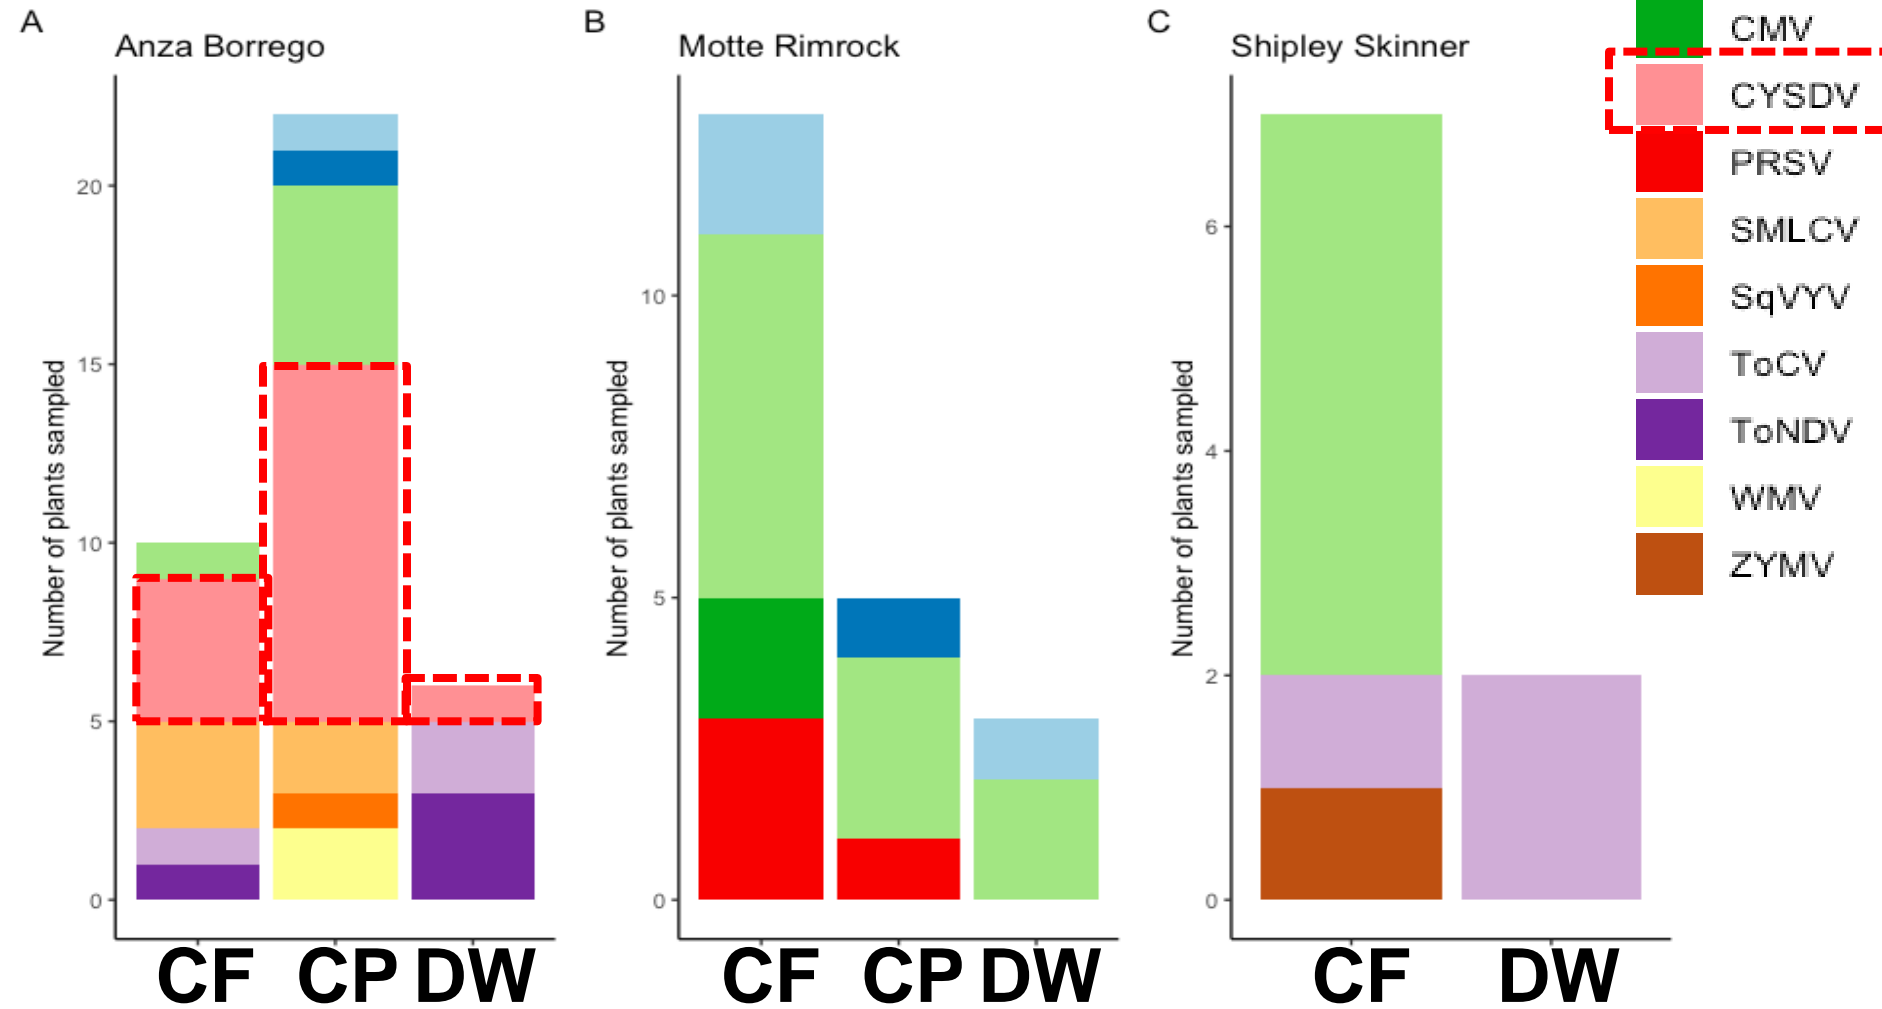 A
Anza Borrego
Number of plants sampled
20
15
10
5
0
CF CP DW
B
Motte Rimrock
Number of plants sampled
10
5
0
CF CP DW
C
Shipley Skinner
Number of plants sampled
6
4
2
0
CF DW
CMV
CYSDV
PRSV
SMLCV
SqVYV
ToCV
ToNDV
WMV
ZYMV